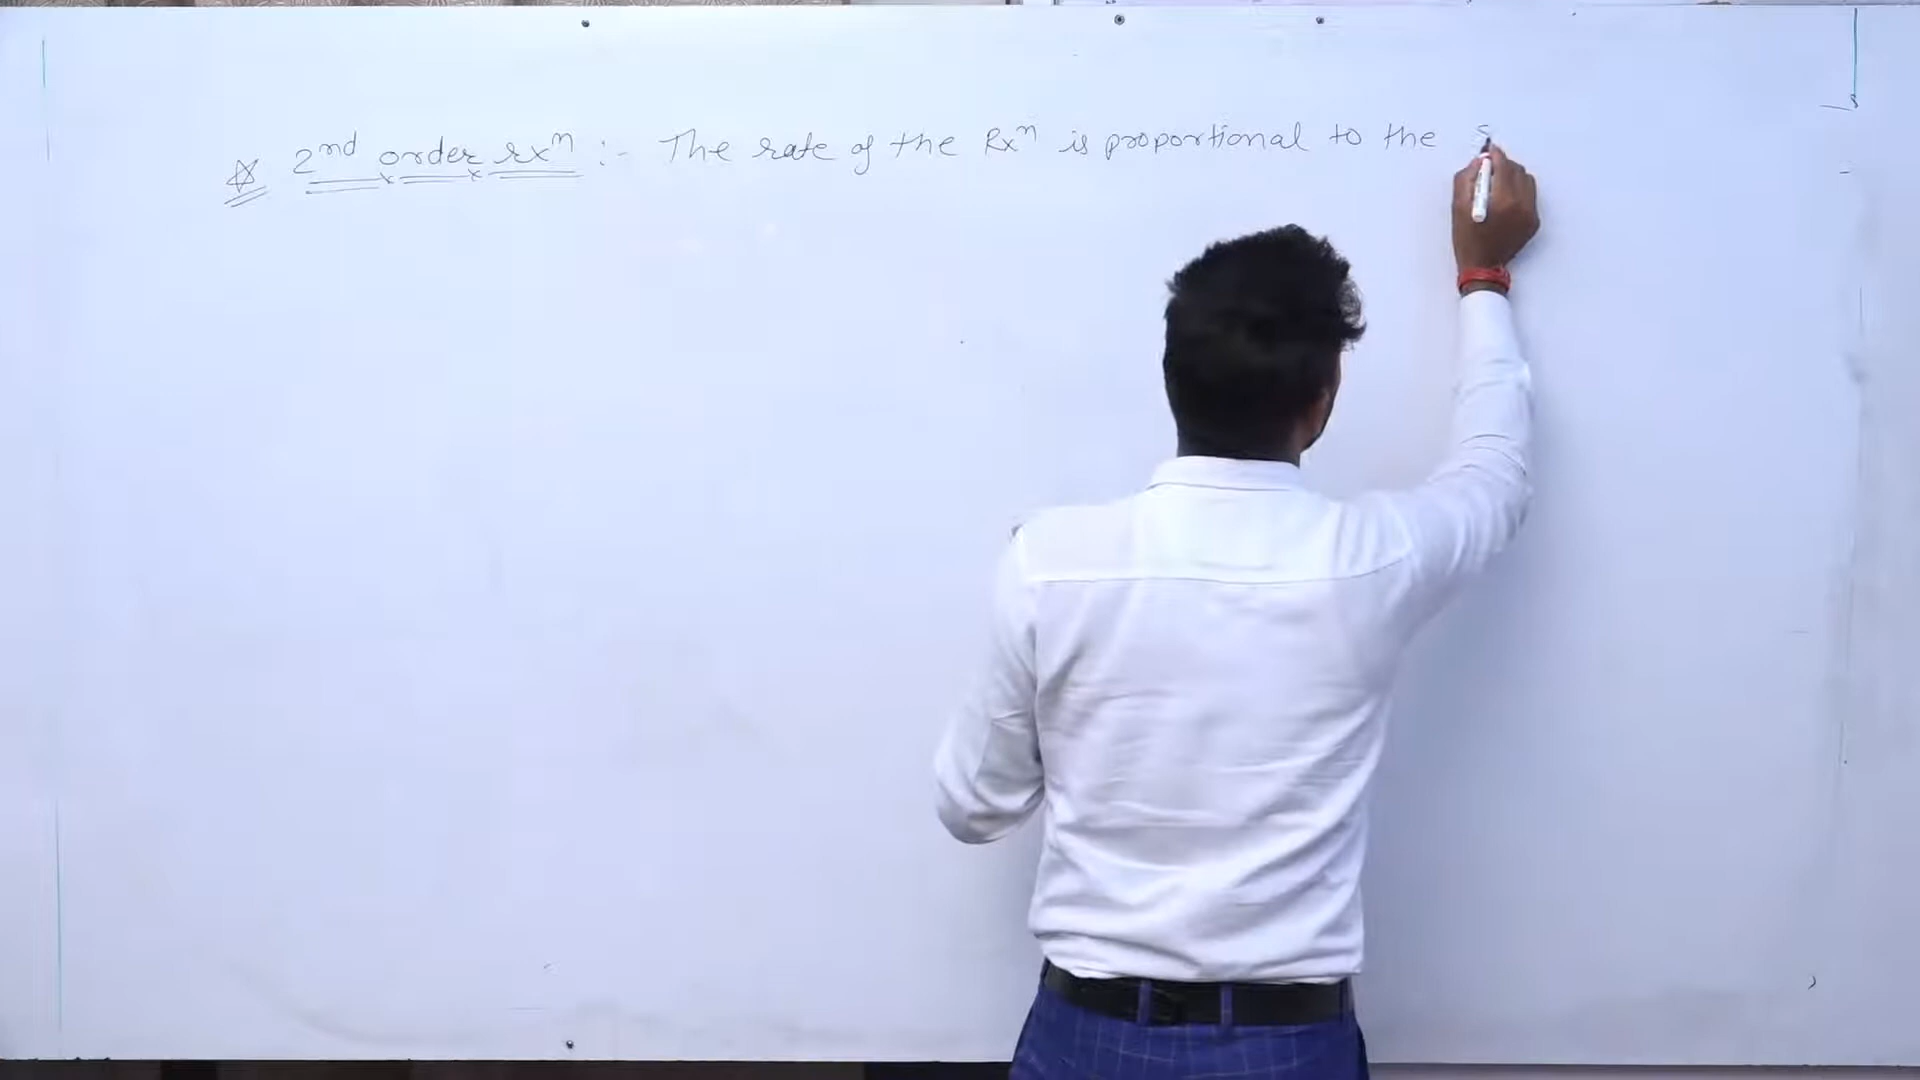 ☆ 2nd order rxn :- The rate of the Rxn is proportional to the s